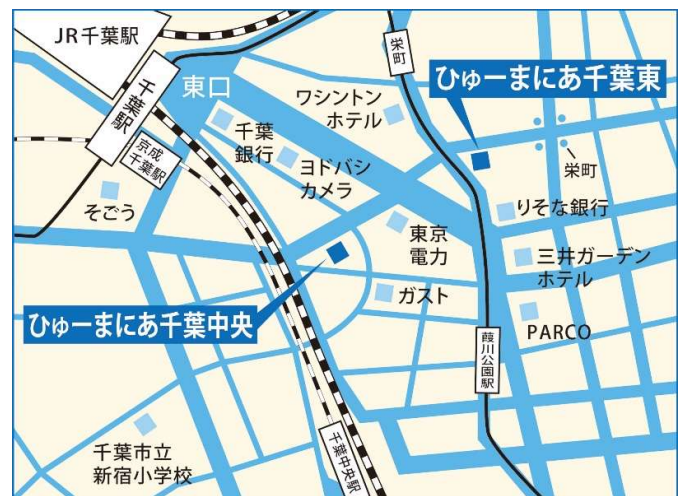 JR千葉駅
千葉駅
東口
京成
千葉駅
そごう
千葉
銀行
ヨドバシ
カメラ
ワシントン
ホテル
栄町
ひゅーまにあ千葉東
栄町
りそな銀行
東京
電力
三井ガーデン
ホテル
ガスト
ひゅーまにあ千葉中央
PARCO
葭川公園駅
千葉市立
新宿小学校
千葉中央駅